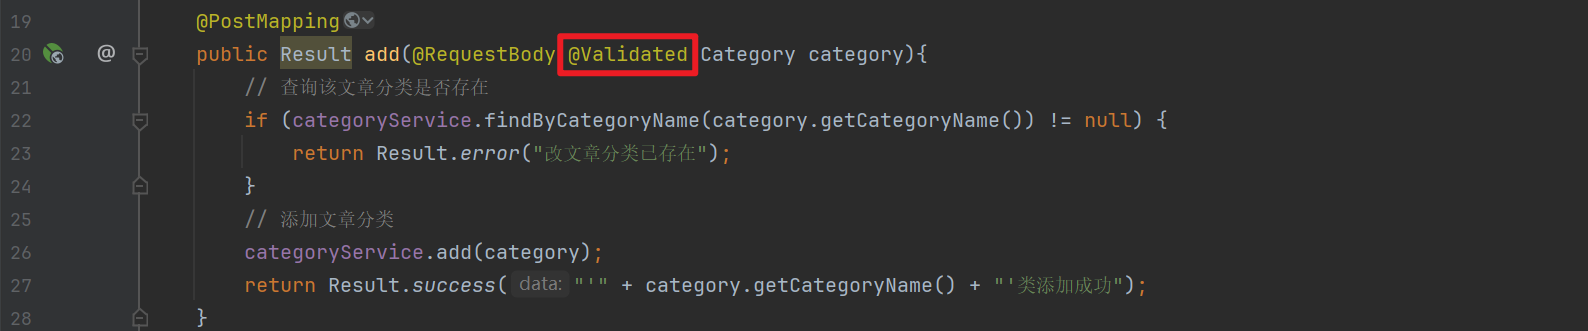 19 @PostMapping
20 @ public Result add(@RequestBody @Validated Category category){
21 // 查询该文章分类是否存在
22 if (categoryService.findByCategoryName(category.getCategoryName()) != null) {
23 return Result.error("改文章分类已存在");
24 }
25 // 添加文章分类
26 categoryService.add(category);
27 return Result.success( data: "'" + category.getCategoryName() + "'类添加成功");
28 }